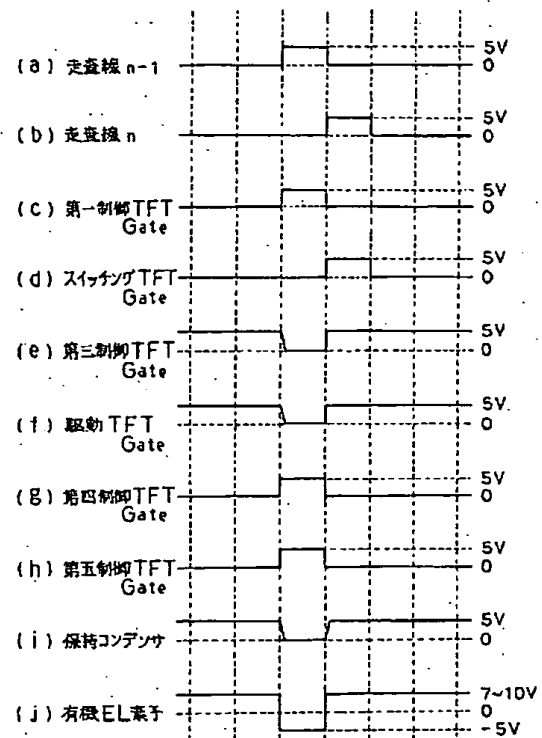 (a) 走査線 n-1
5V
0
(b) 走査線 n
5V
0
(c) 第一制御TFT
Gate
5V
0
(d) スイッチングTFT
Gate
5V
0
(e) 第三制御TFT
Gate
5V
0
(f) 駆動TFT
Gate
5V
0
(g) 第四制御TFT
Gate
5V
0
(h) 第五制御TFT
Gate
5V
0
(i) 保持コンデンサ
5V
0
(j) 有機EL素子
7~10V
0
-5V